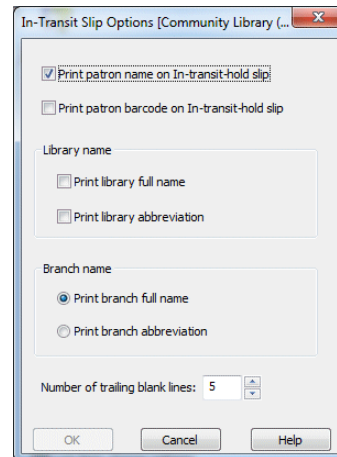 In-Transit Slip Options [Community Library (...
Print patron name on In-transit-hold slip
Print patron barcode on In-transit-hold slip
Library name
Print library full name
Print library abbreviation
Branch name
Print branch full name
Print branch abbreviation
Number of trailing blank lines: 5
OK Cancel Help